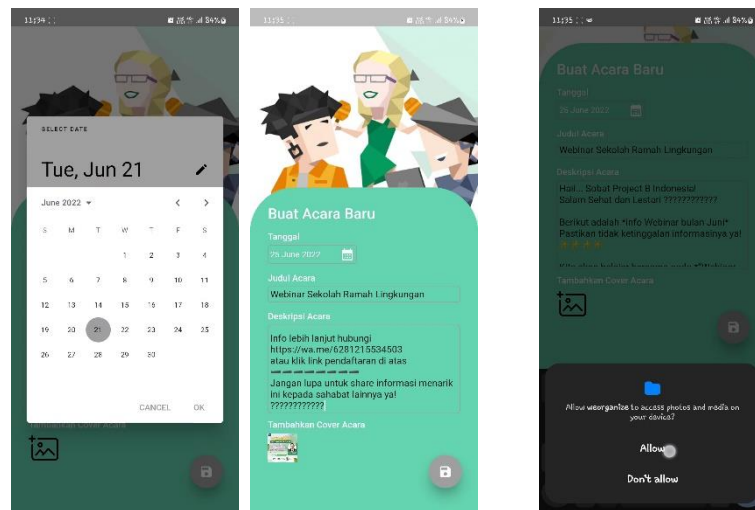 11:34
84%
SELECT DATE
Tue, Jun 21
June 2022
S M T W T F S
1 2 3 4
5 6 7 8 9 10 11
12 13 14 15 16 17 18
19 20 21 22 23 24 25
26 27 28 29 30
CANCEL OK
Tambahkan Cover Acara
11:35
84%
Buat Acara Baru
Tanggal
25 June 2022
Judul Acara
Webinar Sekolah Ramah Lingkungan
Deskripsi Acara
Info lebih lanjut hubungi
https://wa.me/6281215534503
atau klik link pendaftaran di atas
Jangan lupa untuk share informasi menarik
ini kepada sahabat lainnya ya!
????????????
Tambahkan Cover Acara
11:35
84%
Buat Acara Baru
Tanggal
25 June 2022
Judul Acara
Webinar Sekolah Ramah Lingkungan
Deskripsi Acara
Hai!... Sobat Project B Indonesia!
Salam Sehat dan Lestari ????????????
Berikut adalah *info Webinar bulan Juni*
Pastikan tidak ketinggalan informasinya ya!
Tambahkan Cover Acara
Allow weorganize to access photos and media on
your device?
Allow
Don't allow